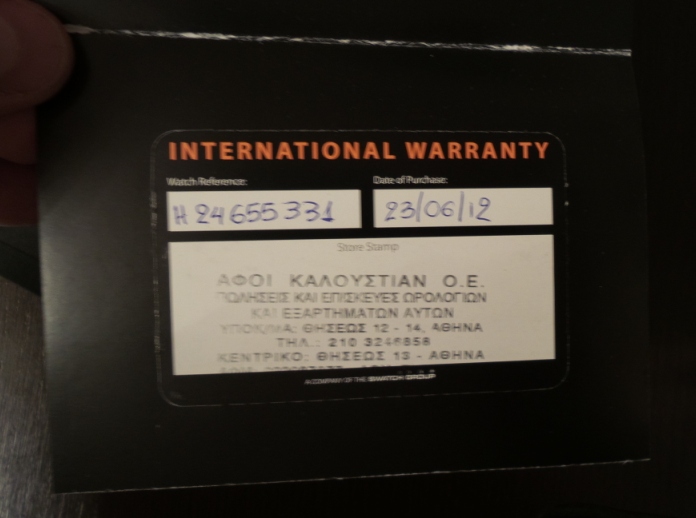 INTERNATIONAL WARRANTY
Watch Reference: Date of Purchase:
H24655331 23/06/12
Store Stamp
ΑΦΟΙ ΚΑΛΟΥΣΤΙΑΝ Ο.Ε.
ΠΩΛΗΣΕΙΣ ΚΑΙ ΕΠΙΣΚΕΥΕΣ ΩΡΟΛΟΓΙΩΝ
ΚΑΙ ΕΞΑΡΤΗΜΑΤΩΝ ΑΥΤΩΝ
ΥΠΟΚ/ΜΑ: ΘΗΣΕΩΣ 12 - 14, ΑΘΗΝΑ
ΤΗΛ.: 210 3246858
ΚΕΝΤΡΙΚΟ: ΘΗΣΕΩΣ 13 - ΑΘΗΝΑ
A COMPANY OF THE SWATCH GROUP